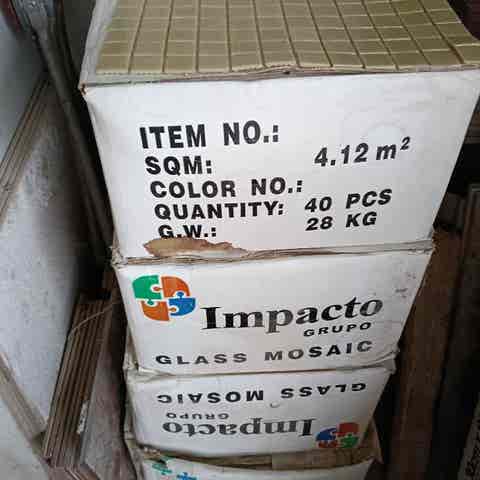 ITEM NO.:
SQM: 4.12 m²
COLOR NO.:
QUANTITY: 40 PCS
G.W.: 28 KG
Impacto
GRUPO
GLASS MOSAIC
GLASS MOSAIC
GRUPO
Impacto